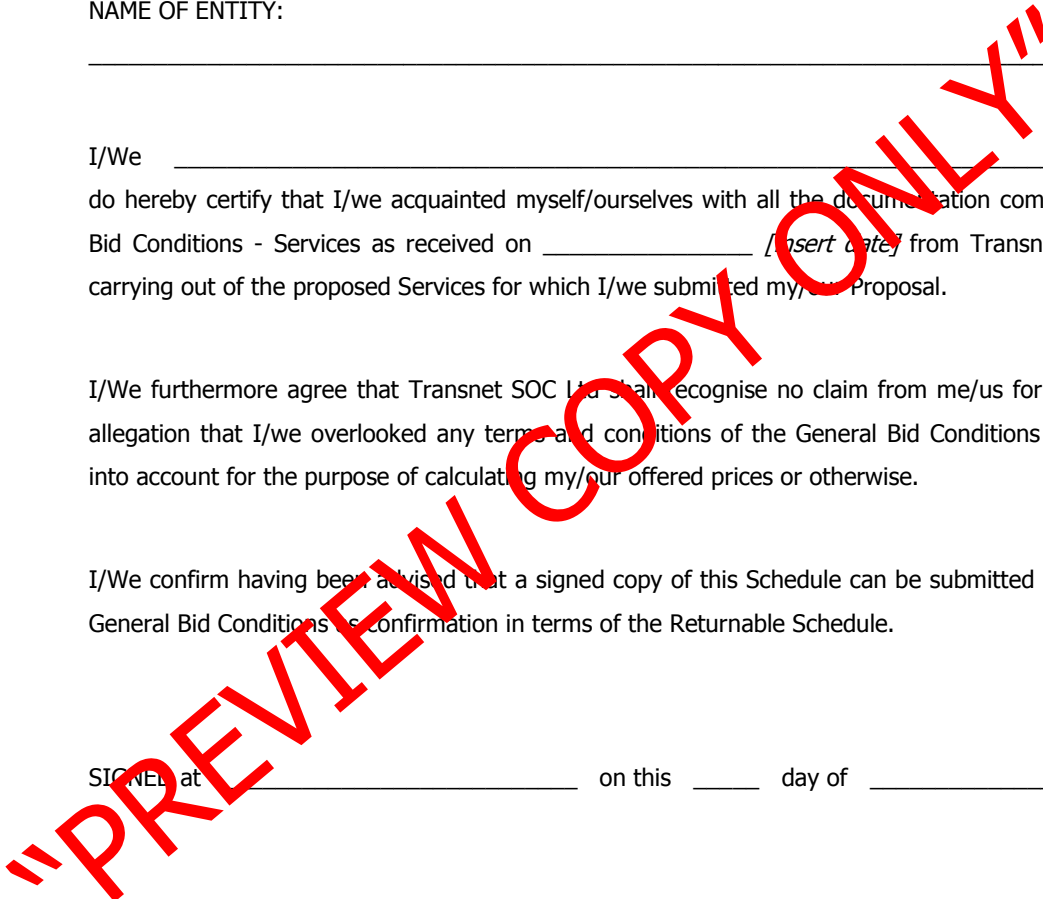 NAME OF ENTITY:
I/We
do hereby certify that I/we acquainted myself/ourselves with all the documentation com
Bid Conditions - Services as received on ________________ [insert date] from Transn
carrying out of the proposed Services for which I/we submitted my/our Proposal.
I/We furthermore agree that Transnet SOC Ltd shall recognise no claim from me/us for
allegation that I/we overlooked any terms and conditions of the General Bid Conditions
into account for the purpose of calculating my/our offered prices or otherwise.
I/We confirm having been advised that a signed copy of this Schedule can be submitted
General Bid Conditions as confirmation in terms of the Returnable Schedule.
SIGNED at ____________________________ on this _____ day of ______________
“PREVIEW COPY ONLY”